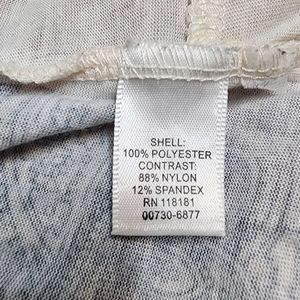 SHELL:
100% POLYESTER
CONTRAST:
88% NYLON
12% SPANDEX
RN 118181
00730-6877